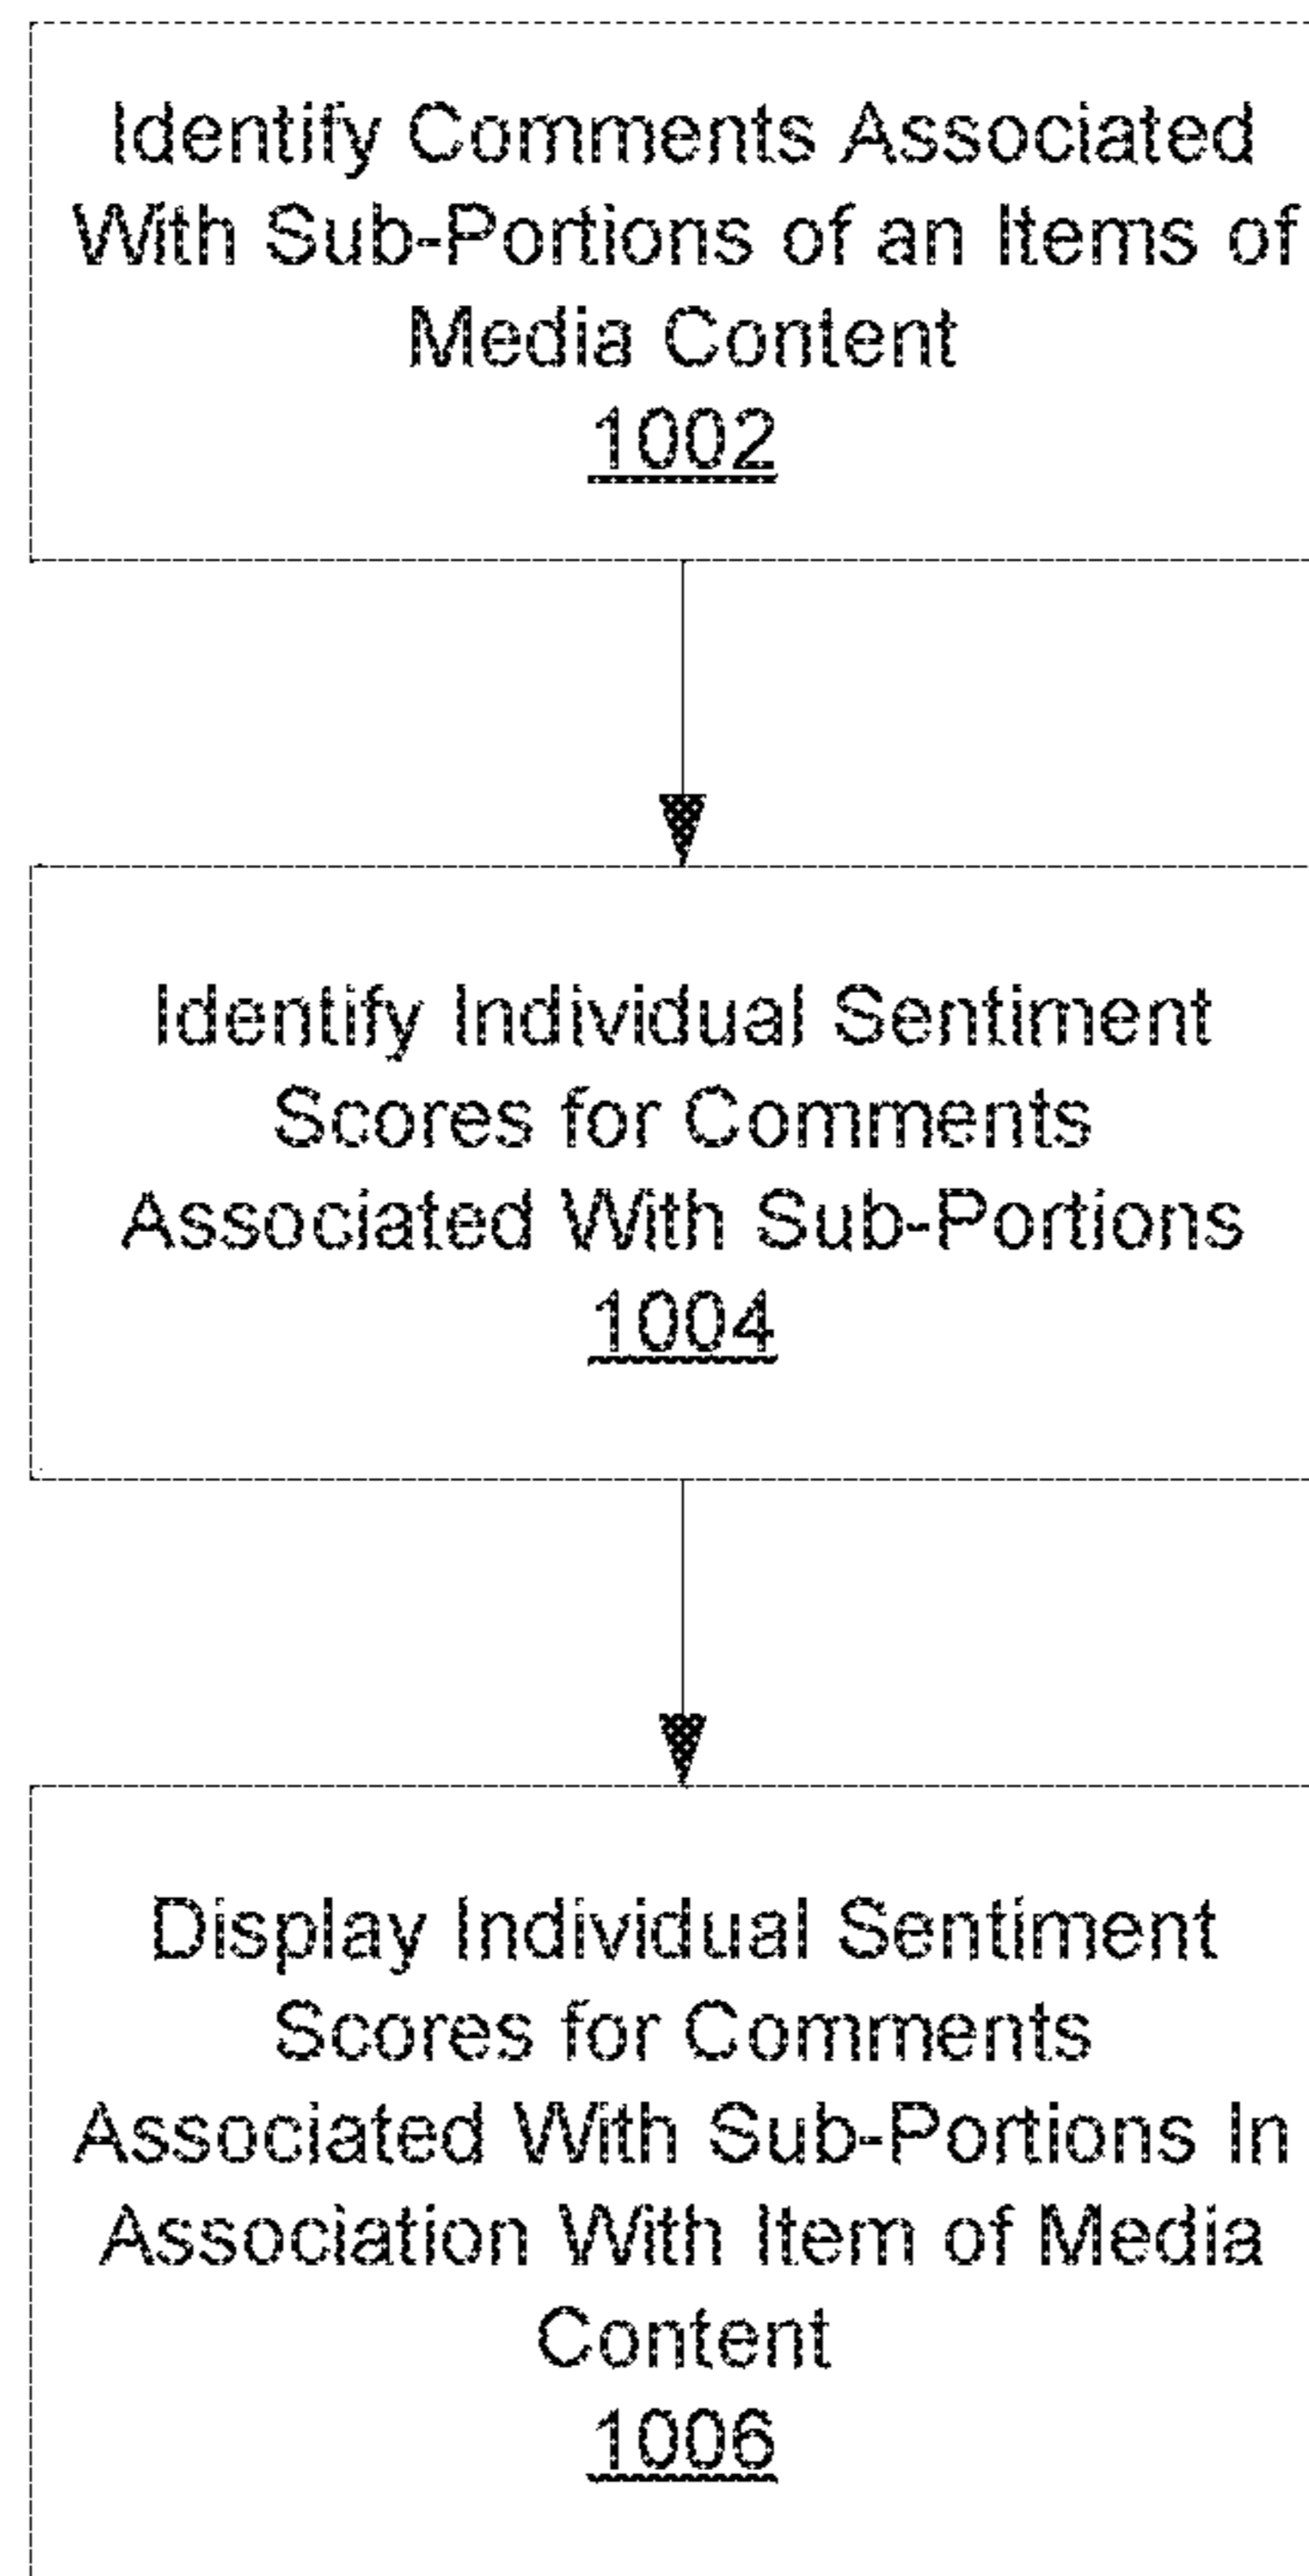 Identify Comments Associated
With Sub-Portions of an Items of
Media Content
1002
Identify Individual Sentiment
Scores for Comments
Associated With Sub-Portions
1004
Display Individual Sentiment
Scores for Comments
Associated With Sub-Portions In
Association With Item of Media
Content
1006